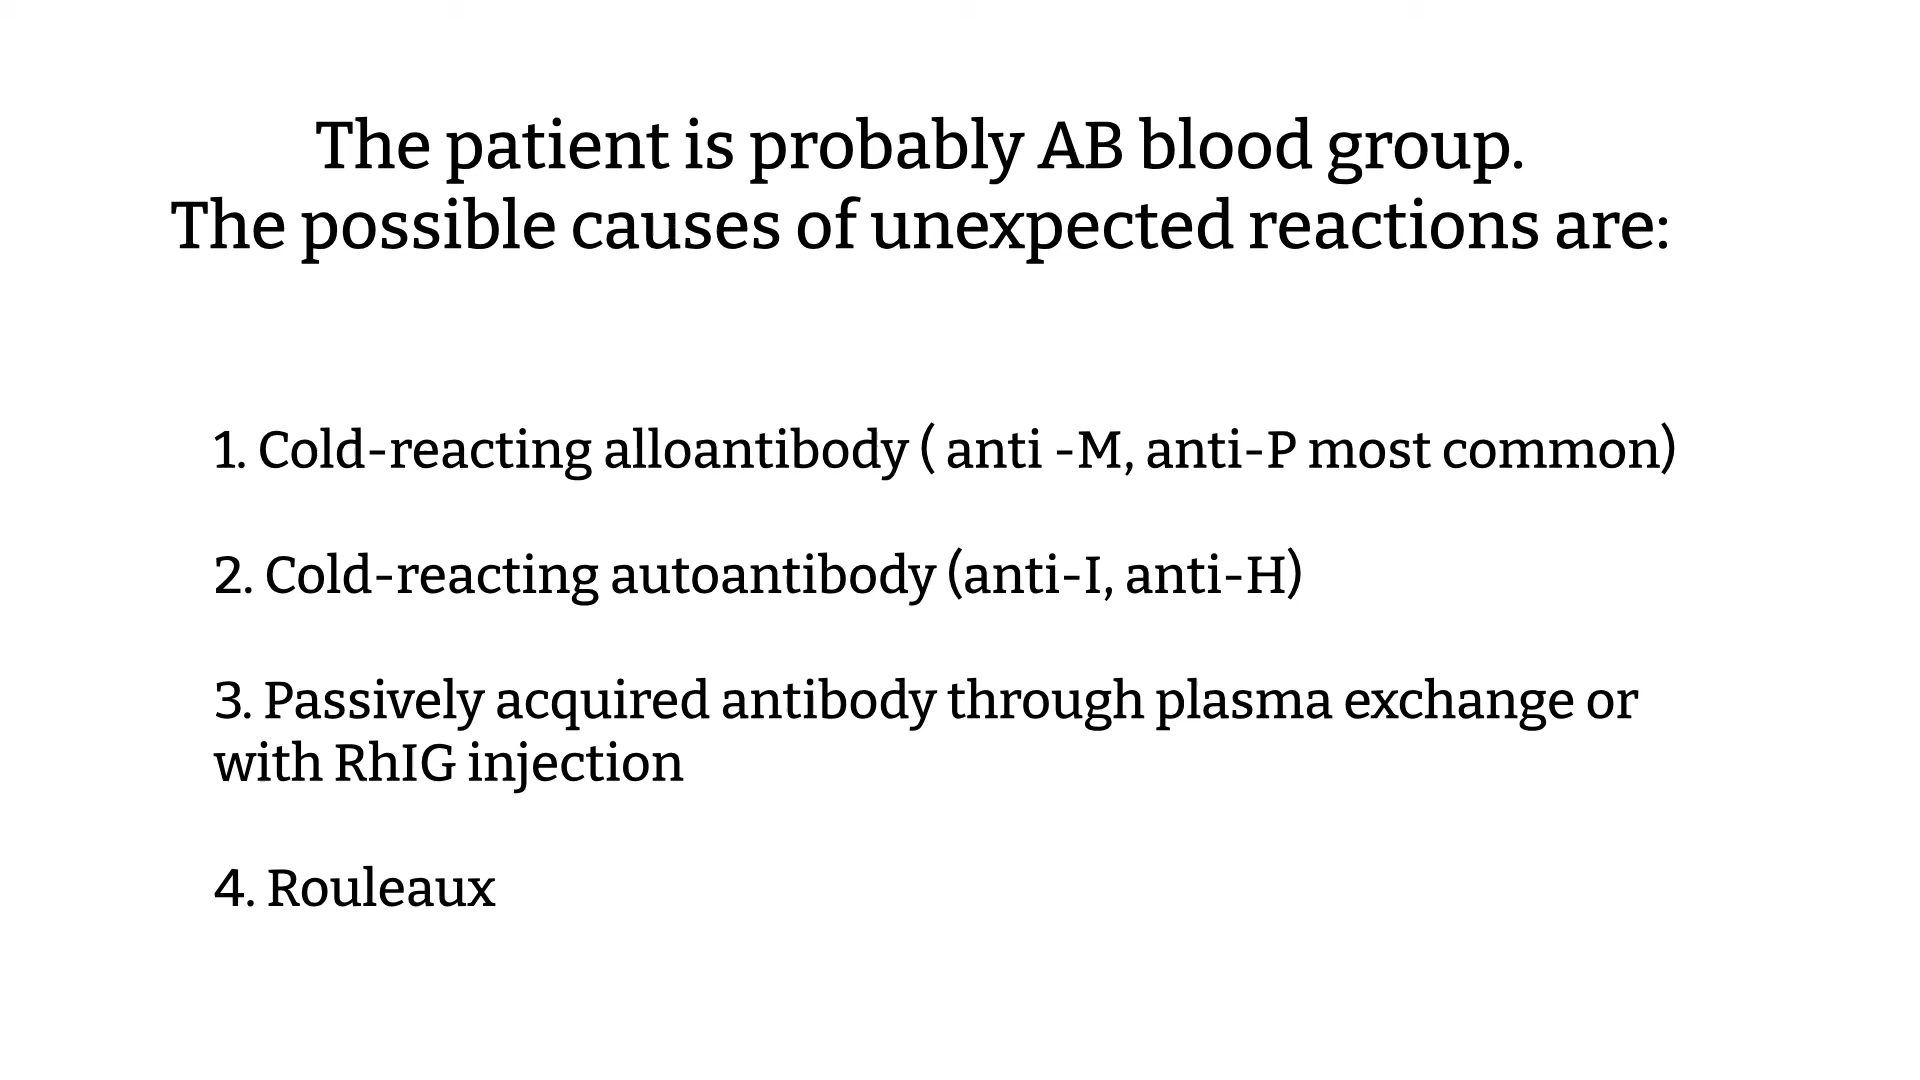 The patient is probably AB blood group.
The possible causes of unexpected reactions are:
1. Cold-reacting alloantibody ( anti -M, anti-P most common)
2. Cold-reacting autoantibody (anti-I, anti-H)
3. Passively acquired antibody through plasma exchange or
with RhIG injection
4. Rouleaux